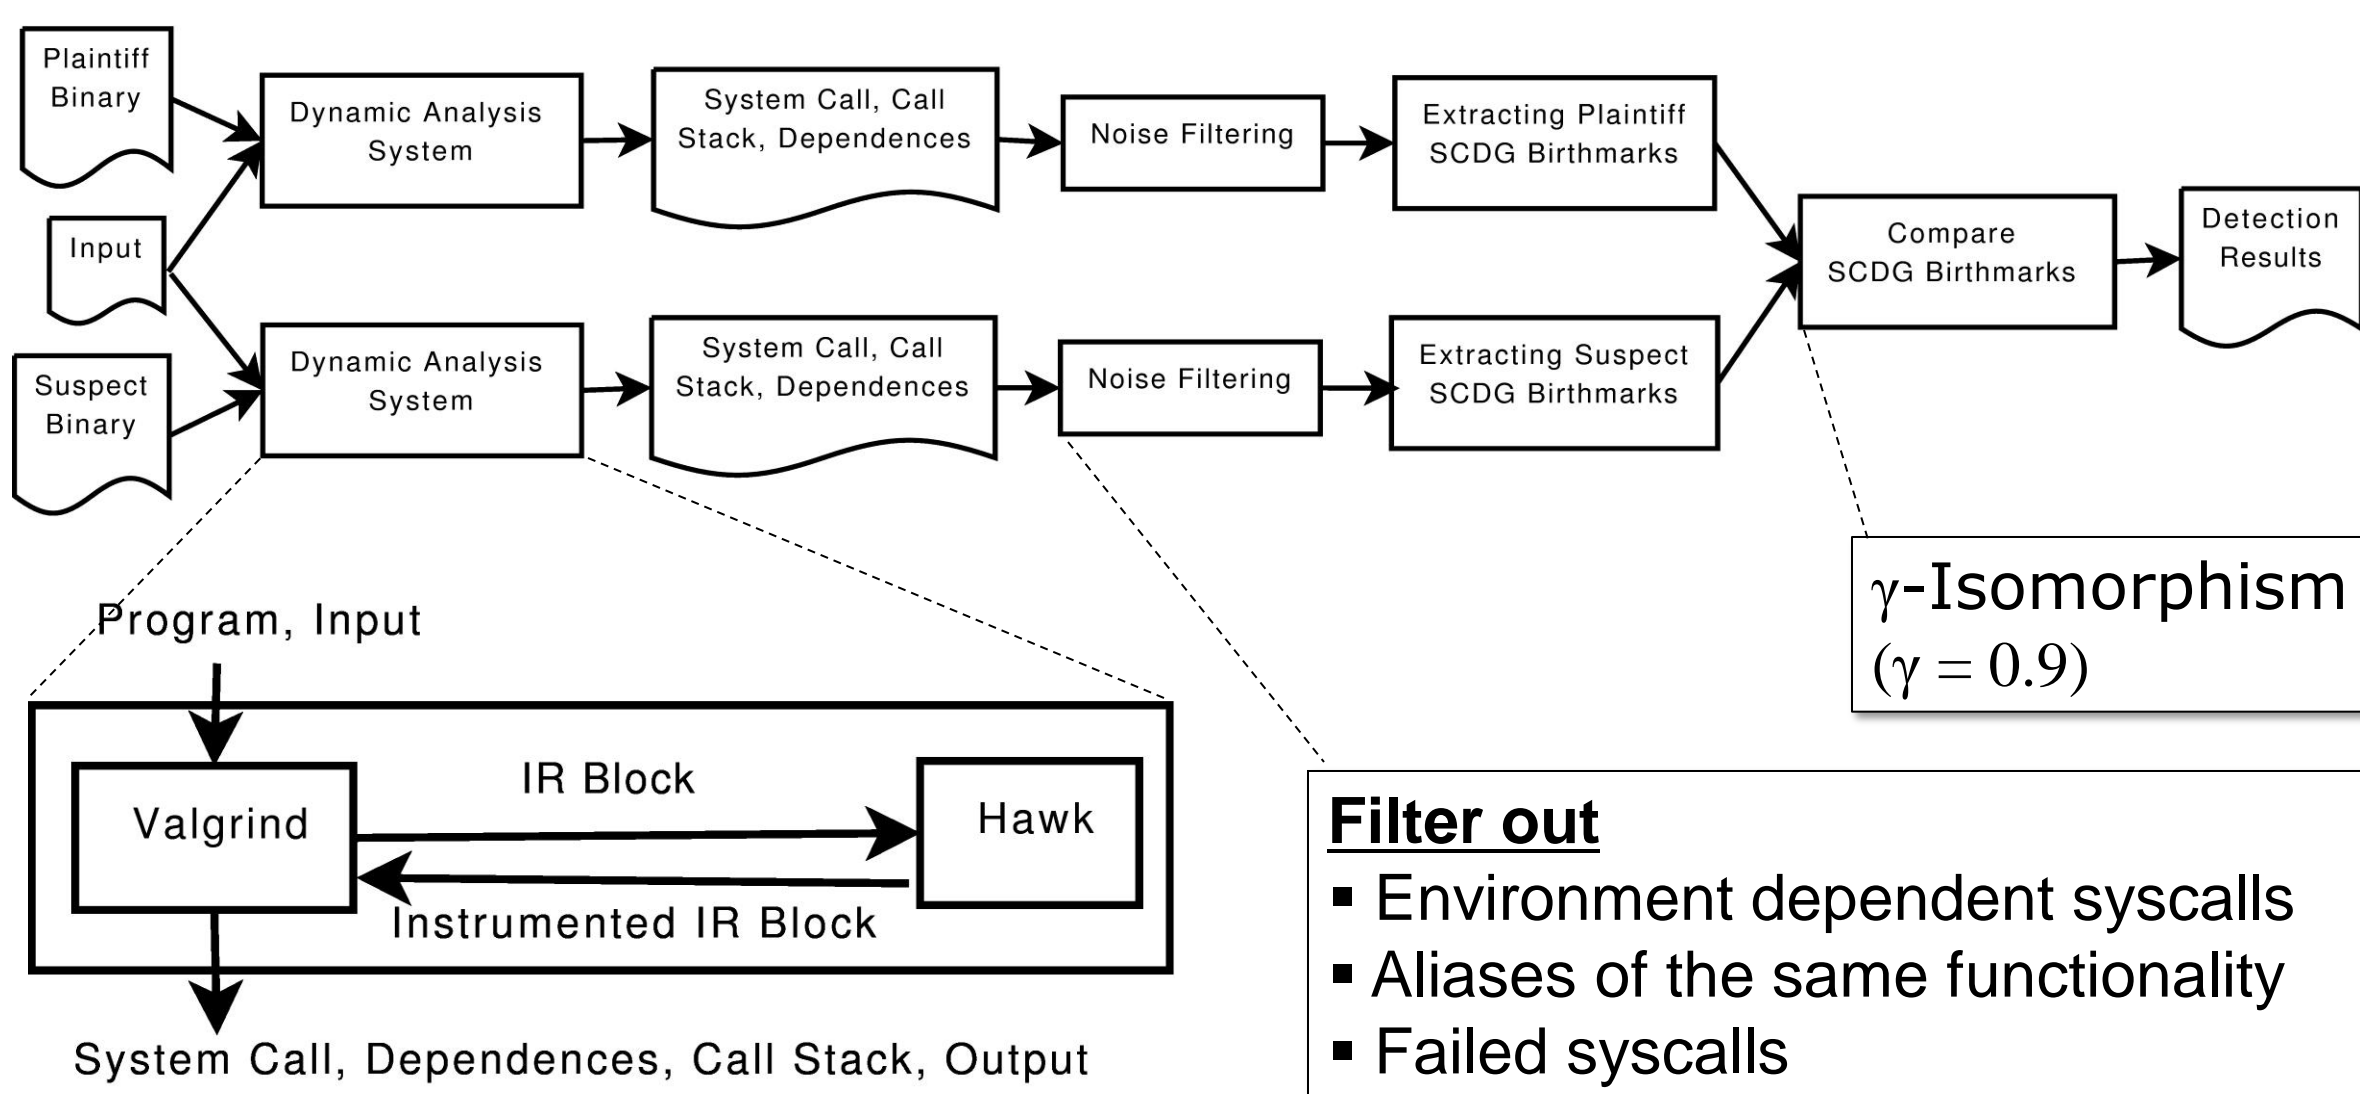 Plaintiff
Binary
Dynamic Analysis
System
System Call, Call
Stack, Dependences
Noise Filtering
Extracting Plaintiff
SCDG Birthmarks
Input
Compare
SCDG Birthmarks
Detection
Results
Suspect
Binary
Dynamic Analysis
System
System Call, Call
Stack, Dependences
Noise Filtering
Extracting Suspect
SCDG Birthmarks
γ-Isomorphism
(γ = 0.9)
Program, Input
Valgrind
IR Block
Hawk
Instrumented IR Block
System Call, Dependences, Call Stack, Output
Filter out
▪ Environment dependent syscalls
▪ Aliases of the same functionality
▪ Failed syscalls